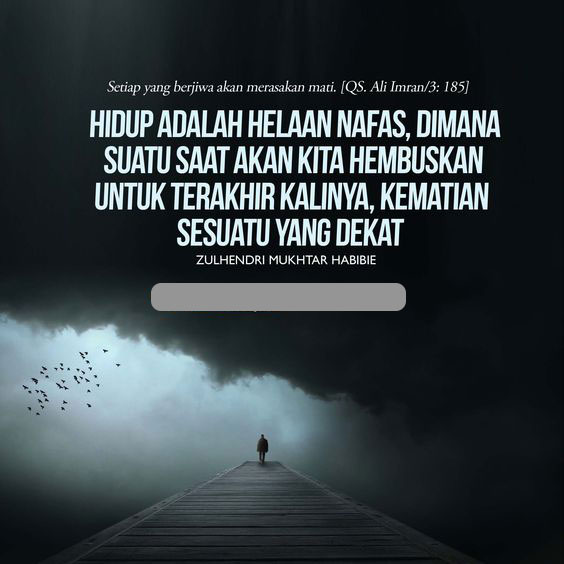 Setiap yang berjiwa akan merasakan mati. [QS. Ali Imran/3: 185]
HIDUP ADALAH HELAAN NAFAS, DIMANA
SUATU SAAT AKAN KITA HEMBUSKAN
UNTUK TERAKHIR KALINYA, KEMATIAN
SESUATU YANG DEKAT
ZULHENDRI MUKHTAR HABIBIE